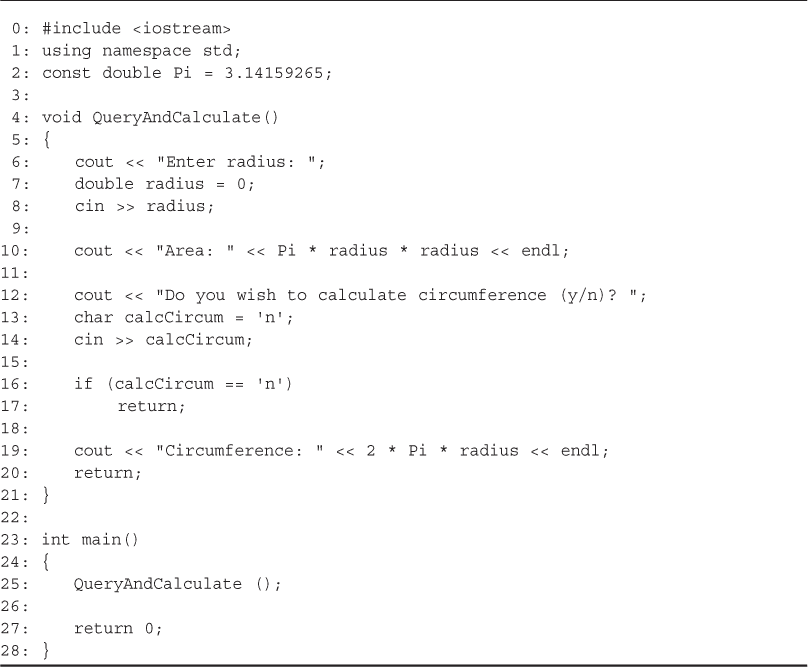 0: #include <iostream>
1: using namespace std;
2: const double Pi = 3.14159265;
3:
4: void QueryAndCalculate()
5: {
6:    cout << "Enter radius: ";
7:    double radius = 0;
8:    cin >> radius;
9:
10:    cout << "Area: " << Pi * radius * radius << endl;
11:
12:    cout << "Do you wish to calculate circumference (y/n)? ";
13:    char calcCircum = 'n';
14:    cin >> calcCircum;
15:
16:    if (calcCircum == 'n')
17:        return;
18:
19:    cout << "Circumference: " << 2 * Pi * radius << endl;
20:    return;
21: }
22:
23: int main()
24: {
25:    QueryAndCalculate ();
26:
27:    return 0;
28: }